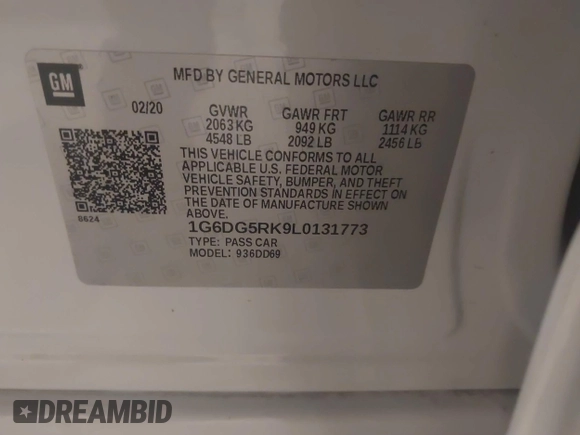 GM
MFD BY GENERAL MOTORS LLC
02/20 GVWR GAWR FRT GAWR RR
2063 KG 949 KG 1114 KG
4548 LB 2092 LB 2456 LB
THIS VEHICLE CONFORMS TO ALL
APPLICABLE U.S. FEDERAL MOTOR
VEHICLE SAFETY, BUMPER, AND THEFT
PREVENTION STANDARDS IN EFFECT ON
THE DATE OF MANUFACTURE SHOWN
ABOVE.
8624
1G6DG5RK9L0131773
TYPE: PASS CAR
MODEL: 936DD69
DREAMBID